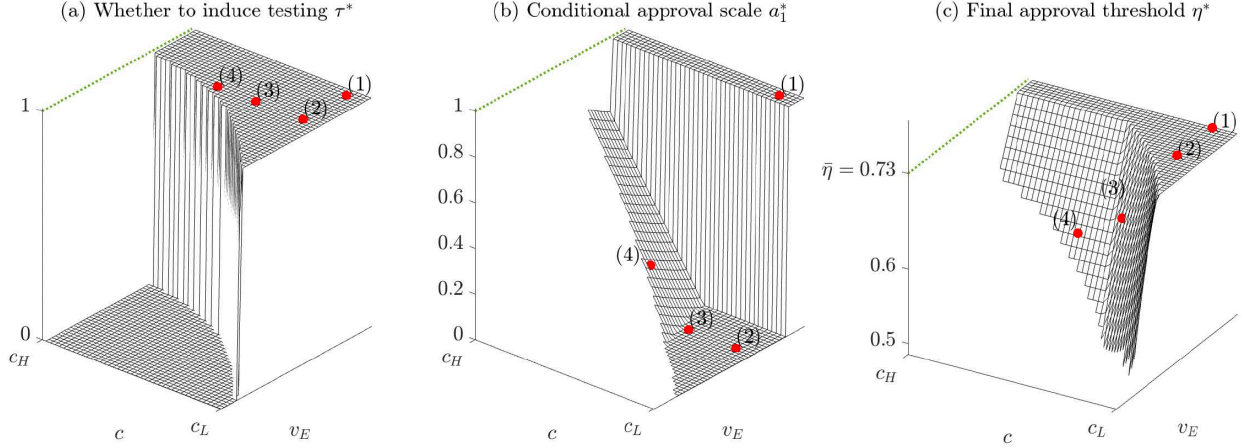 (a) Whether to induce testing τ*
(1)
(2)
(3)
(4)
1
0
c_H
c
c_L
v_E
(b) Conditional approval scale a₁*
(1)
(2)
(3)
(4)
1
0.8
0.6
0.4
0.2
0
c_H
c
c_L
v_E
(c) Final approval threshold η*
(1)
(2)
(3)
(4)
η̄ = 0.73
0.6
0.5
c_H
c
c_L
v_E